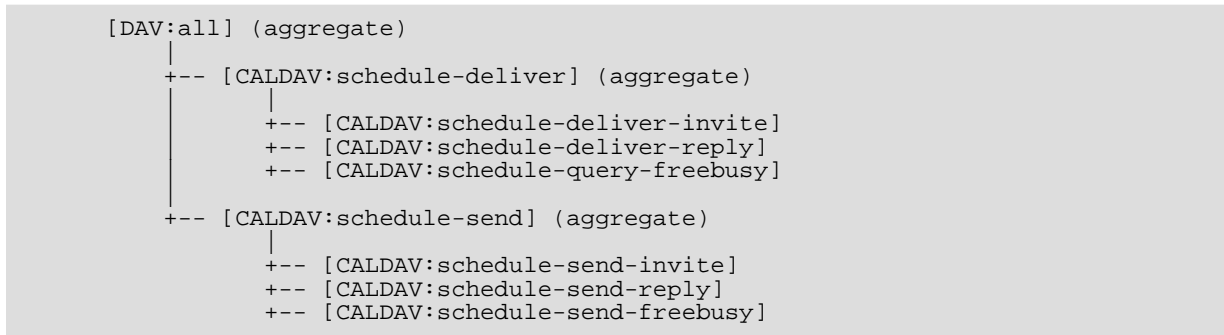 [DAV:all] (aggregate)
|
+-- [CALDAV:schedule-deliver] (aggregate)
| |
| +-- [CALDAV:schedule-deliver-invite]
| +-- [CALDAV:schedule-deliver-reply]
| +-- [CALDAV:schedule-query-freebusy]
|
+-- [CALDAV:schedule-send] (aggregate)
|
+-- [CALDAV:schedule-send-invite]
+-- [CALDAV:schedule-send-reply]
+-- [CALDAV:schedule-send-freebusy]